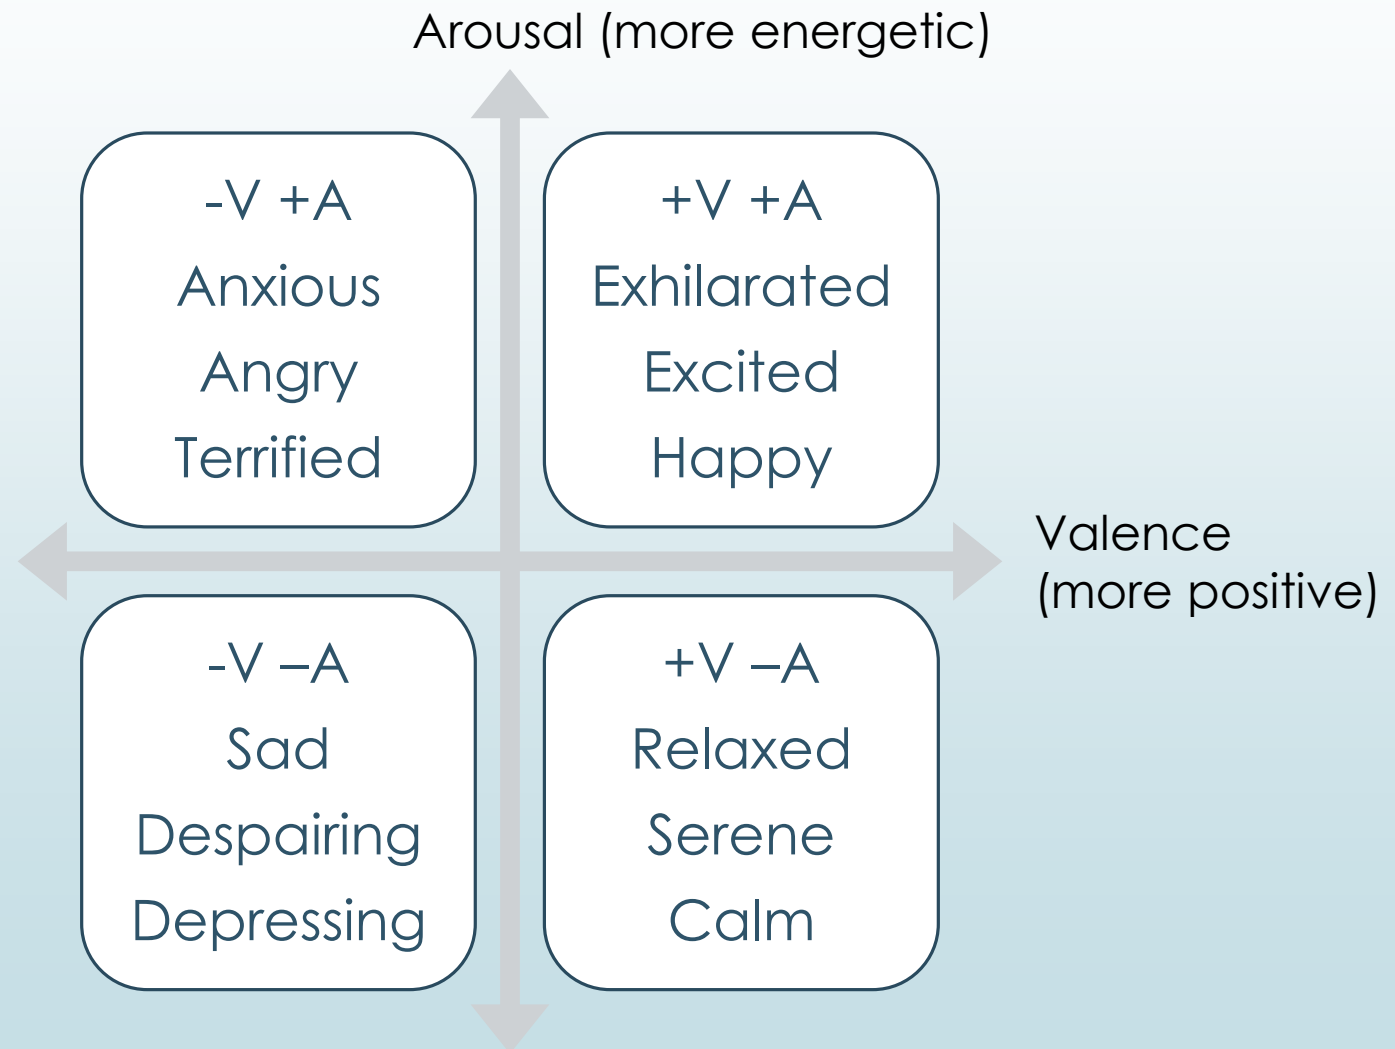 Arousal (more energetic)
-V +A
Anxious
Angry
Terrified
+V +A
Exhilarated
Excited
Happy
Valence
(more positive)
-V –A
Sad
Despairing
Depressing
+V –A
Relaxed
Serene
Calm